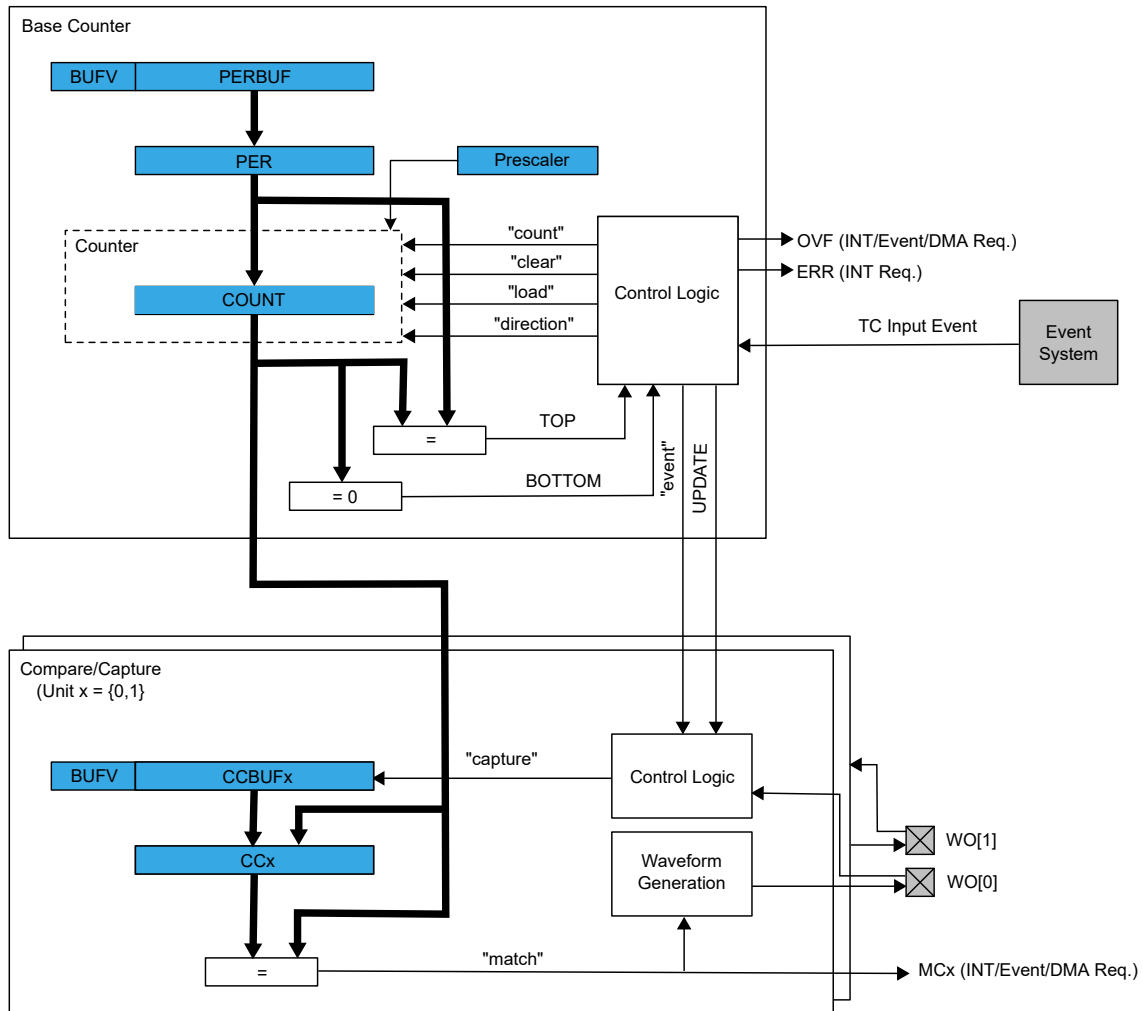 Base Counter
BUFV
PERBUF
PER
Prescaler
Counter
COUNT
"count"
"clear"
"load"
"direction"
Control Logic
OVF (INT/Event/DMA Req.)
ERR (INT Req.)
TC Input Event
Event
System
=
TOP
= 0
BOTTOM
"event"
UPDATE
Compare/Capture
(Unit x = {0,1}
BUFV
CCBUFx
"capture"
Control Logic
CCx
Waveform
Generation
WO[1]
WO[0]
=
"match"
MCx (INT/Event/DMA Req.)